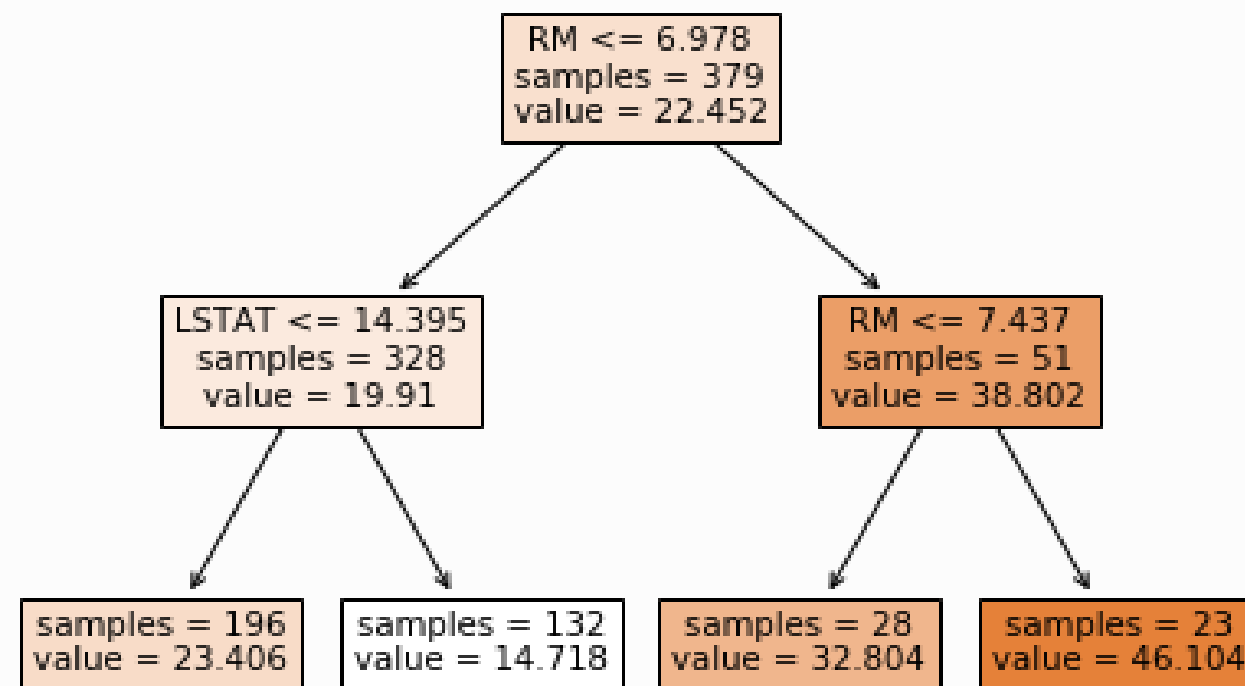 RM <= 6.978
samples = 379
value = 22.452
LSTAT <= 14.395
samples = 328
value = 19.91
RM <= 7.437
samples = 51
value = 38.802
samples = 196
value = 23.406
samples = 132
value = 14.718
samples = 28
value = 32.804
samples = 23
value = 46.104